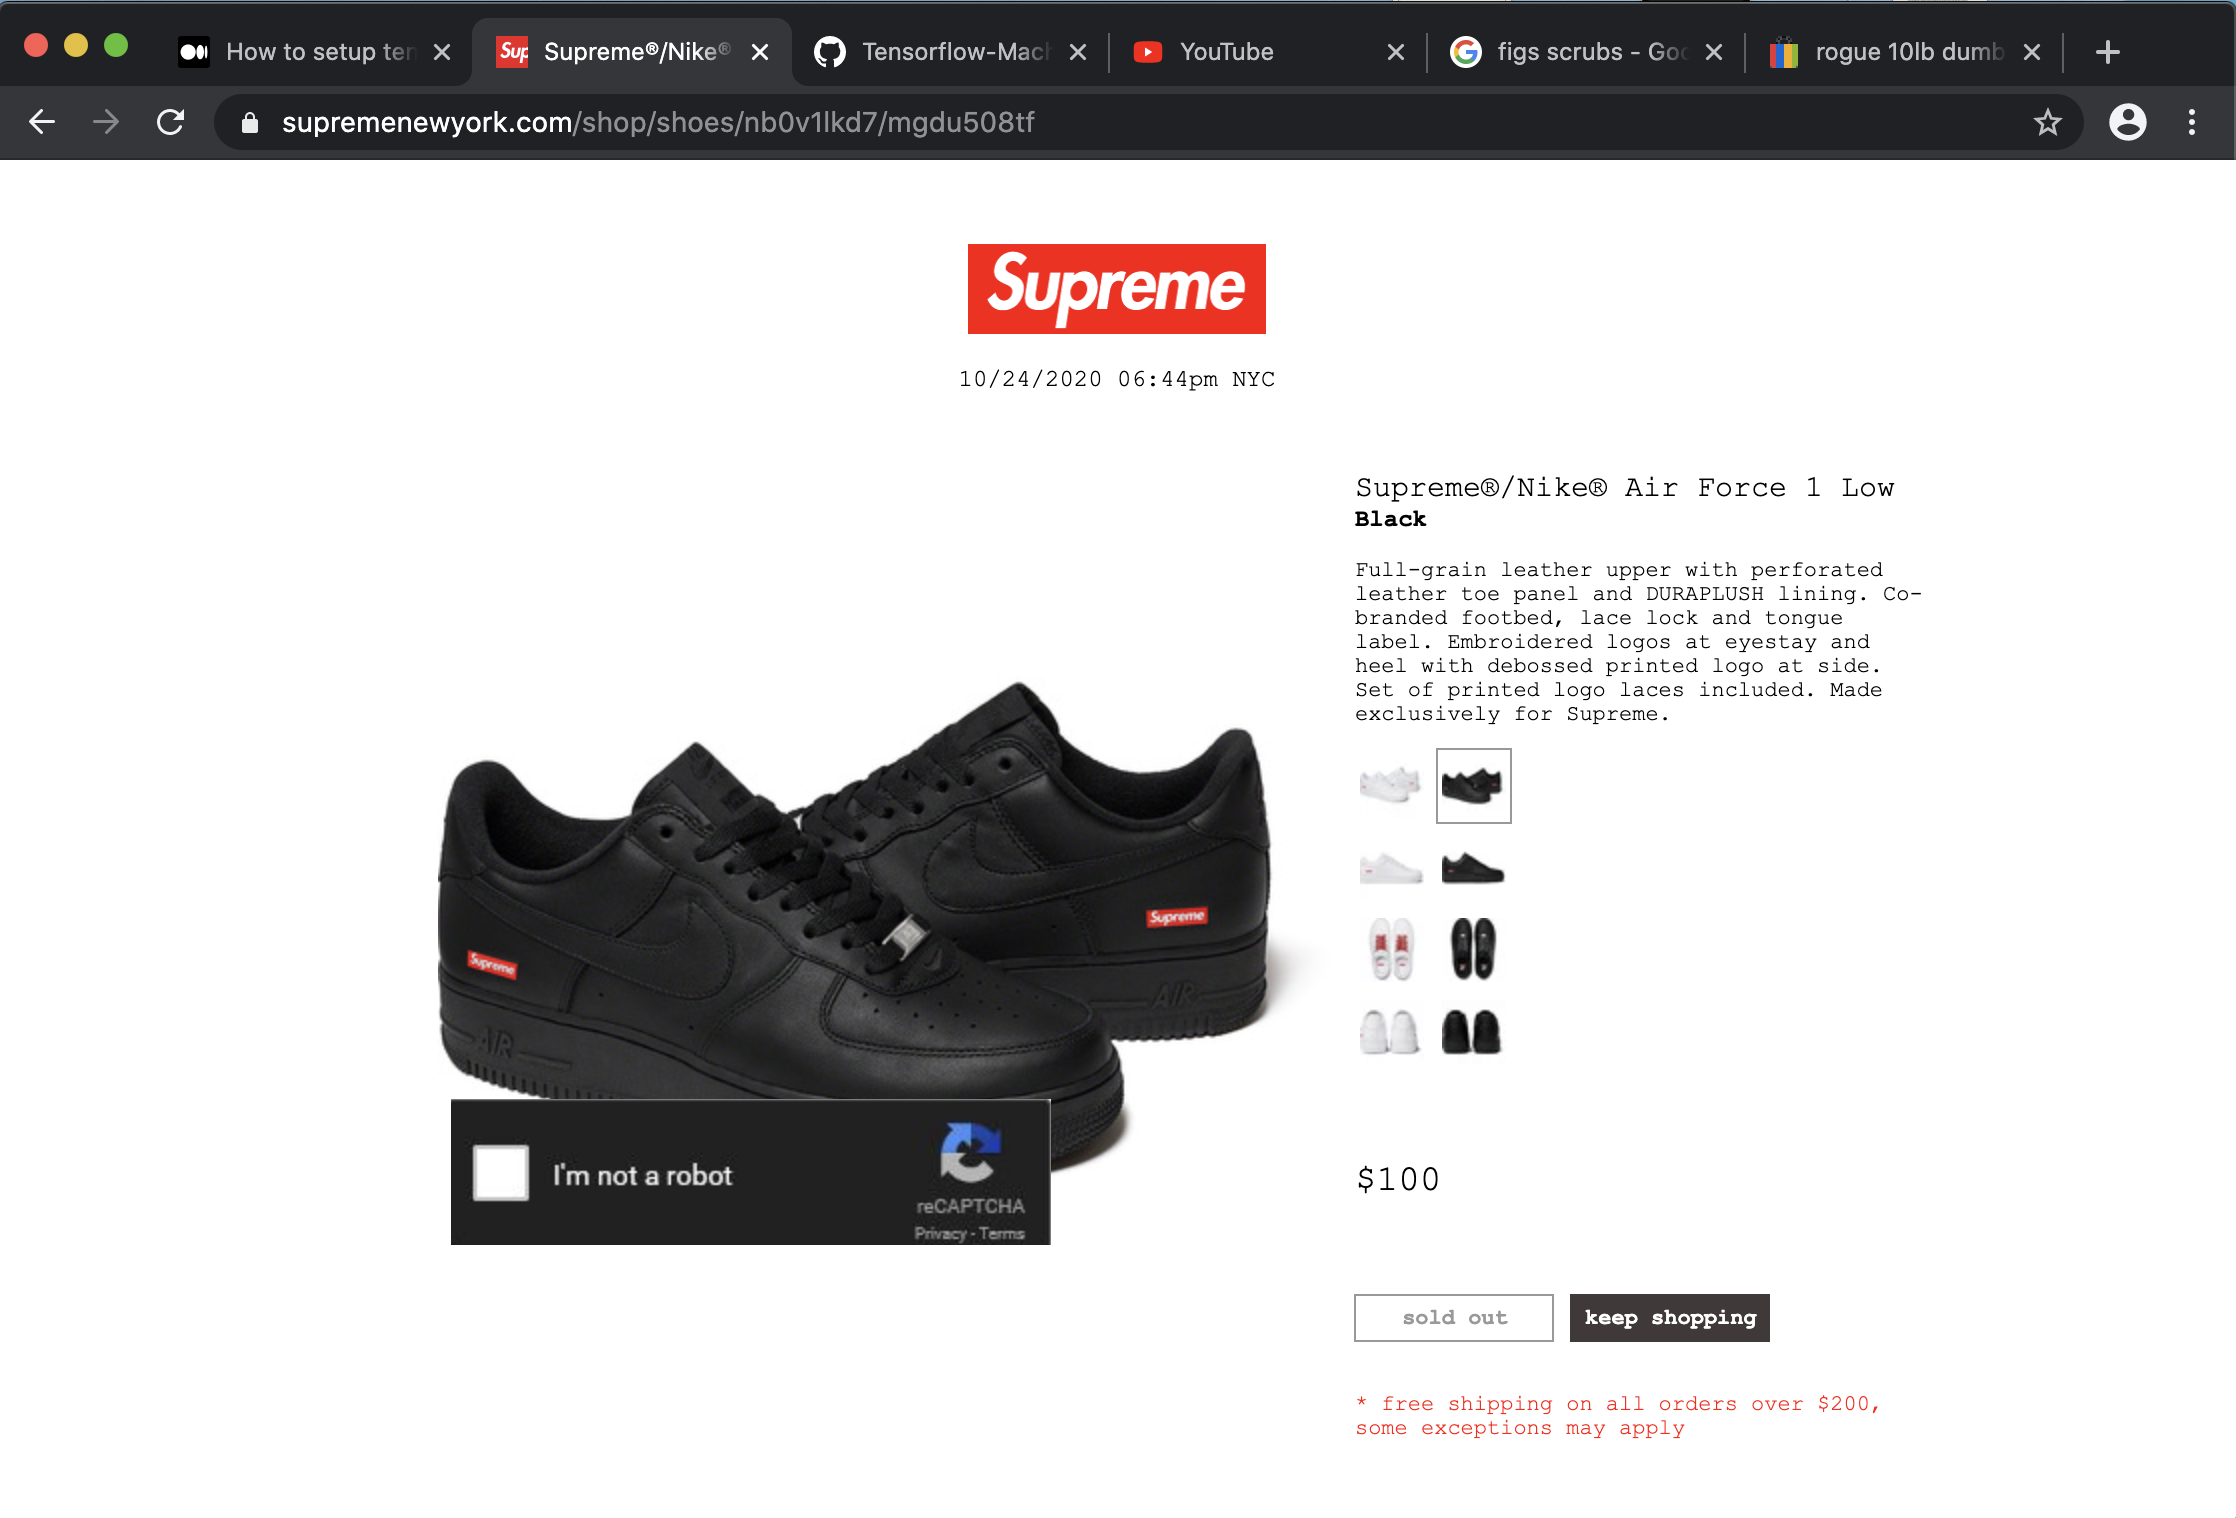 How to setup ten
Supreme®/Nike®
Tensorflow-Mach
YouTube
figs scrubs - Goo
rogue 10lb dumb
supremenewyork.com/shop/shoes/nb0v1lkd7/mgdu508tf
Supreme
10/24/2020 06:44pm NYC
Supreme®/Nike® Air Force 1 Low
Black
Full-grain leather upper with perforated
leather toe panel and DURAPLUSH lining. Co-
branded footbed, lace lock and tongue
label. Embroidered logos at eyestay and
heel with debossed printed logo at side.
Set of printed logo laces included. Made
exclusively for Supreme.
Supreme
Supreme
AIR
AIR
I'm not a robot
reCAPTCHA
Privacy - Terms
$100
sold out
keep shopping
* free shipping on all orders over $200,
some exceptions may apply